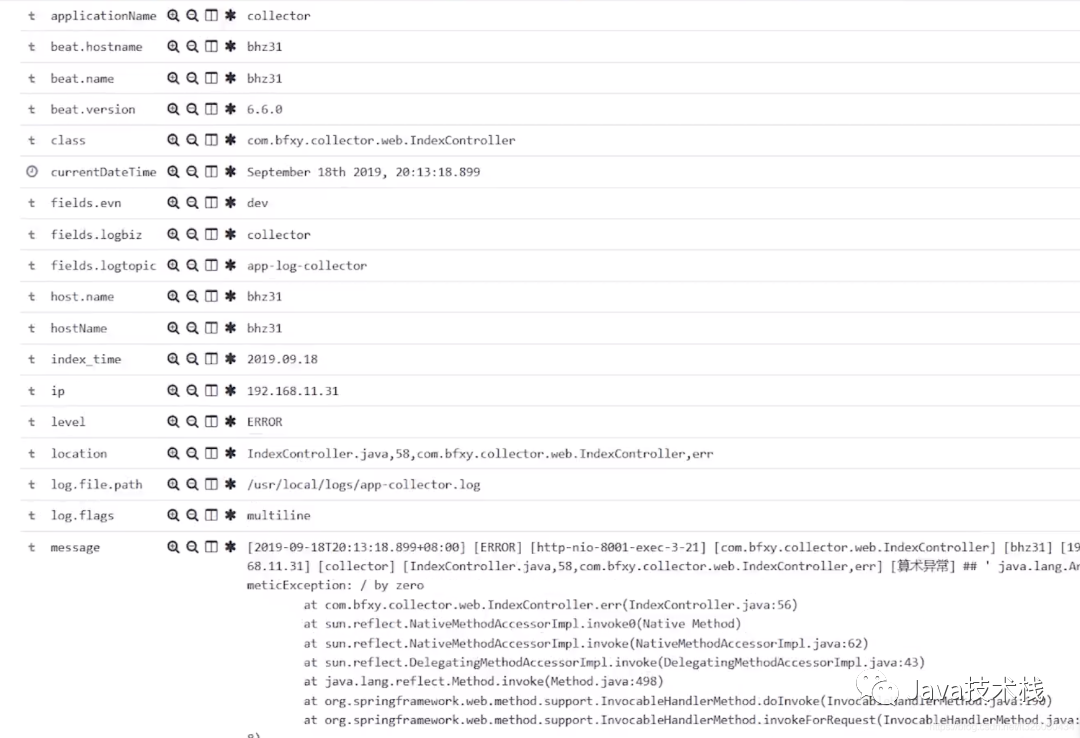 t applicationName collector
t beat.hostname bhz31
t beat.name bhz31
t beat.version 6.6.0
t class com.bfxy.collector.web.IndexController
currentDateTime September 18th 2019, 20:13:18.899
t fields.evn dev
t fields.logbiz collector
t fields.logtopic app-log-collector
t host.name bhz31
t hostName bhz31
t index_time 2019.09.18
t ip 192.168.11.31
t level ERROR
t location IndexController.java,58,com.bfxy.collector.web.IndexController,err
t log.file.path /usr/local/logs/app-collector.log
t log.flags multiline
t message [2019-09-18T20:13:18.899+08:00] [ERROR] [http-nio-8001-exec-3-21] [com.bfxy.collector.web.IndexController] [bhz31] [19
68.11.31] [collector] [IndexController.java,58,com.bfxy.collector.web.IndexController,err] [算术异常] ## ' java.lang.Ar
meticException: / by zero
at com.bfxy.collector.web.IndexController.err(IndexController.java:56)
at sun.reflect.NativeMethodAccessorImpl.invoke0(Native Method)
at sun.reflect.NativeMethodAccessorImpl.invoke(NativeMethodAccessorImpl.java:62)
at sun.reflect.DelegatingMethodAccessorImpl.invoke(DelegatingMethodAccessorImpl.java:43)
at java.lang.reflect.Method.invoke(Method.java:498)
at org.springframework.web.method.support.InvocableHandlerMethod.doInvoke(InvocableHandlerMethod.java:190)
at org.springframework.web.method.support.InvocableHandlerMethod.invokeForRequest(InvocableHandlerMethod.java:
8)
Java技术栈